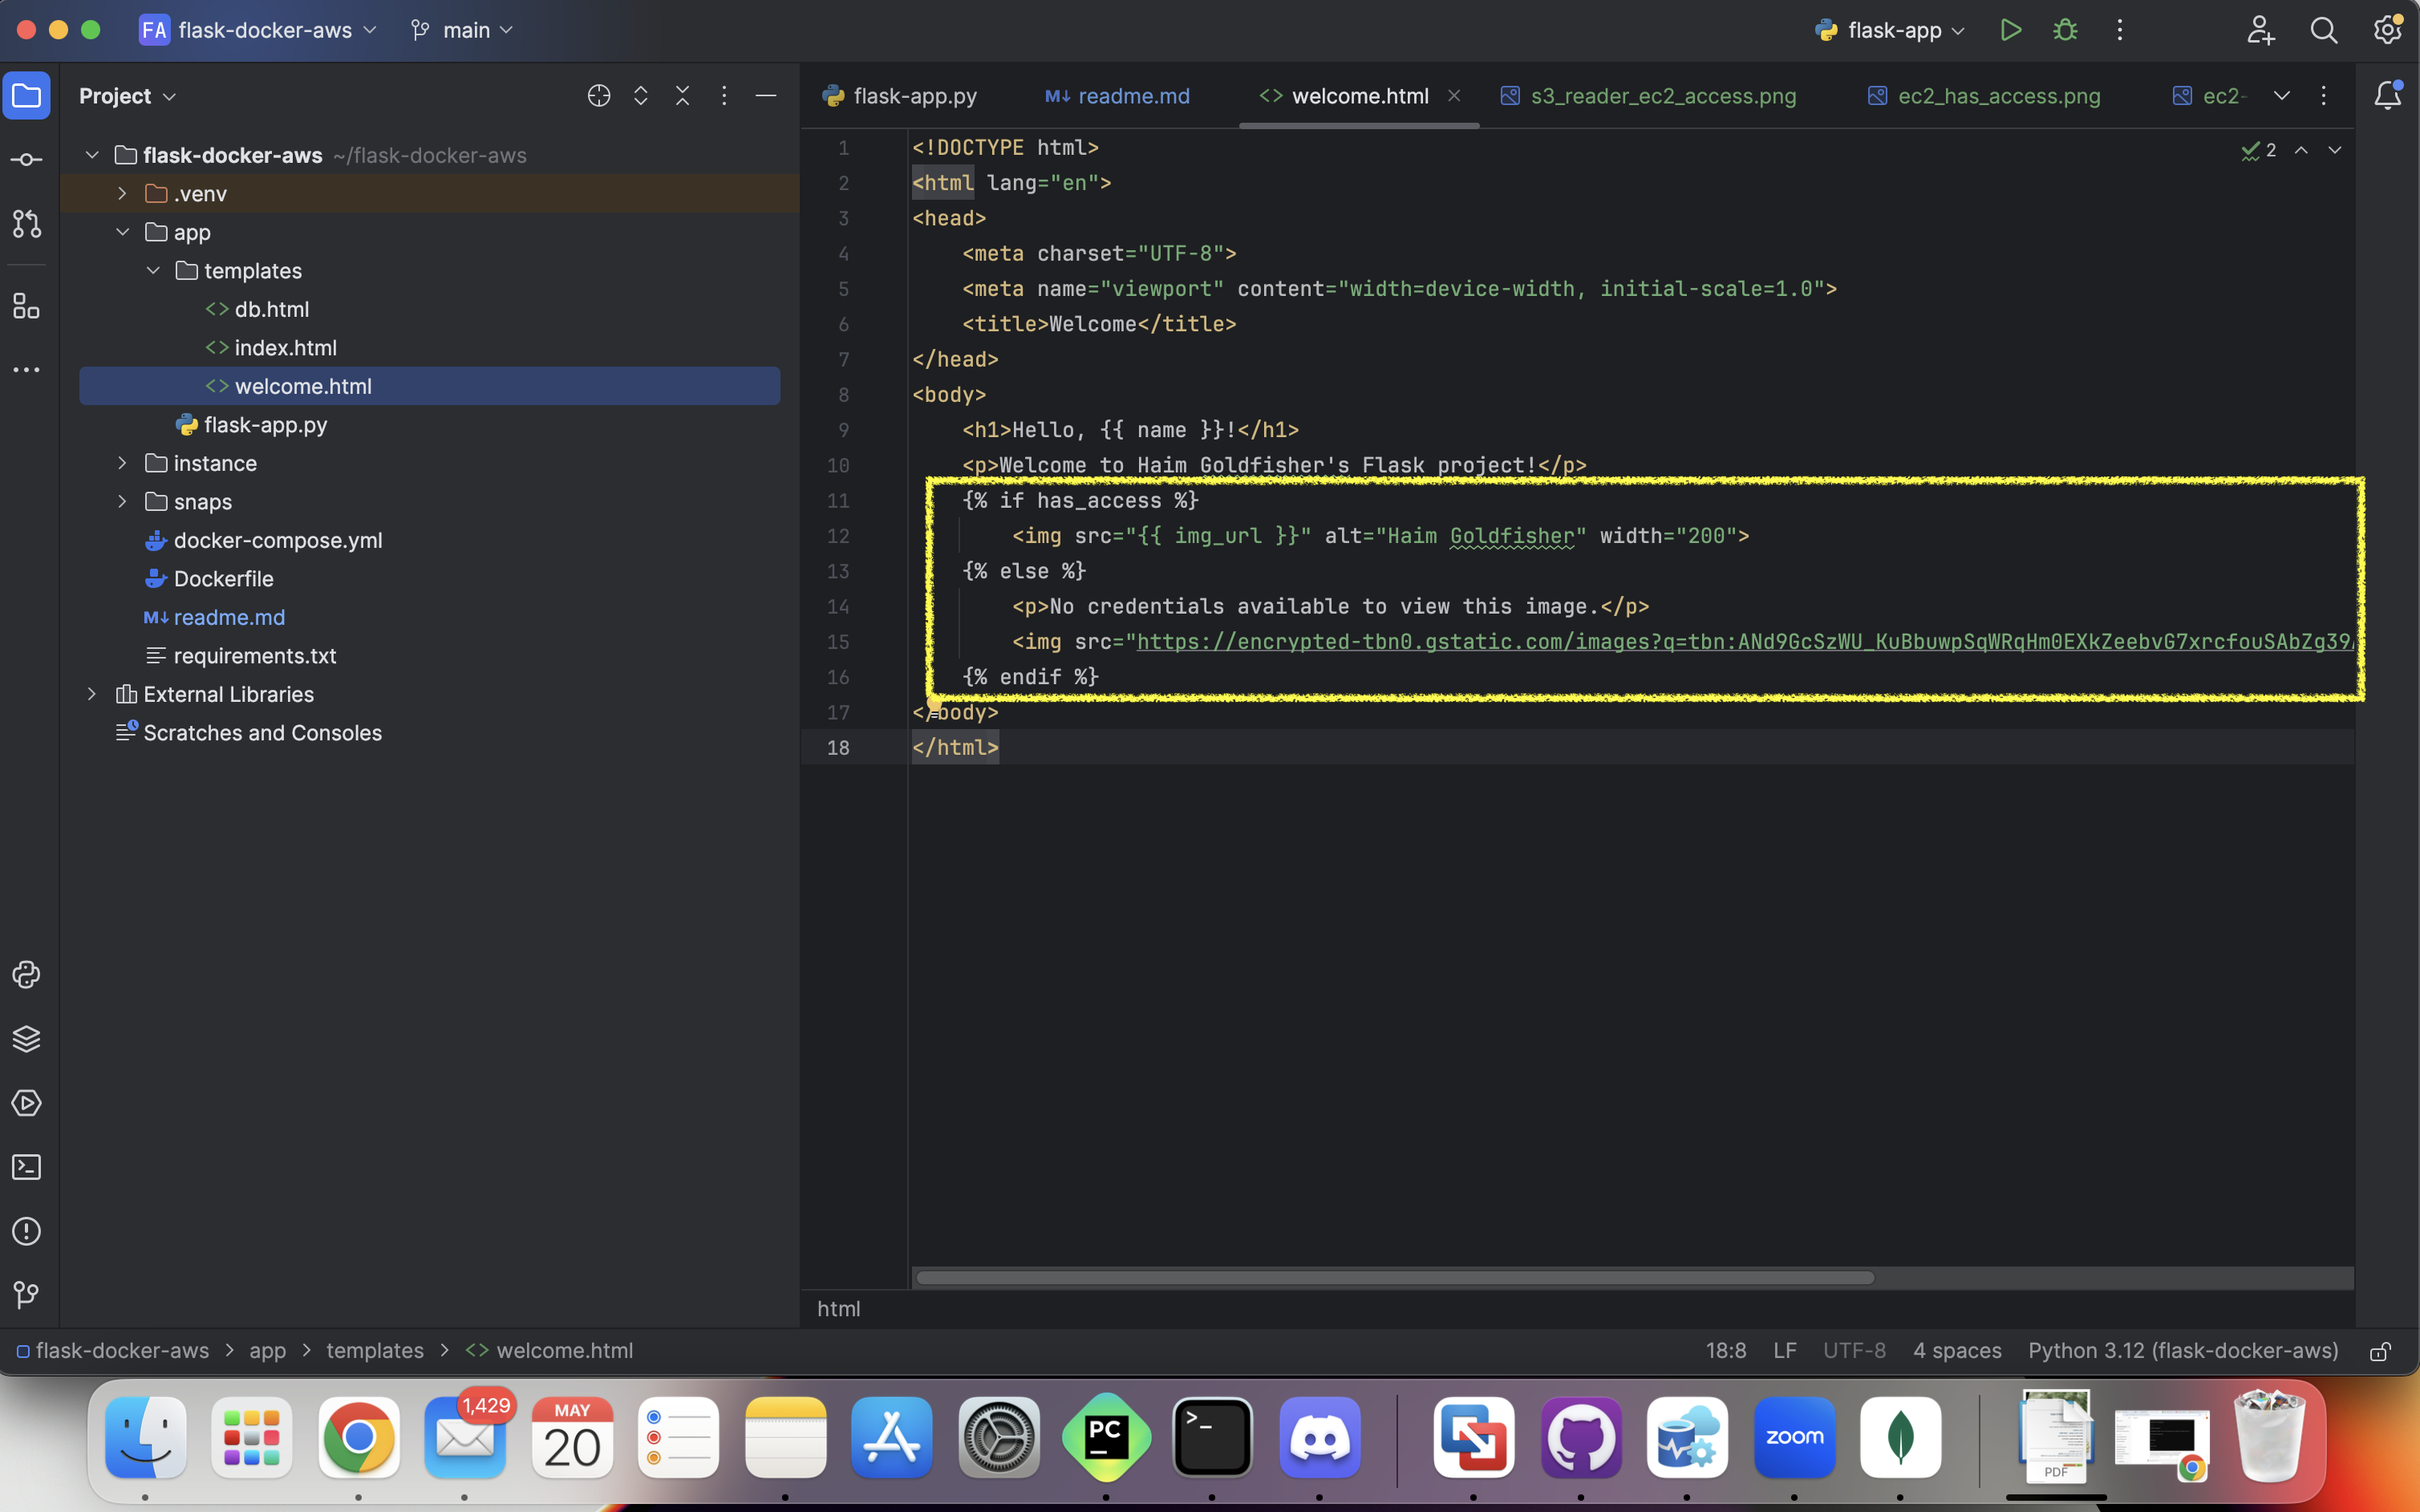 FA flask-docker-aws main flask-app
Project
flask-app.py readme.md welcome.html s3_reader_ec2_access.png ec2_has_access.png ec2-
flask-docker-aws ~/flask-docker-aws
.venv
app
templates
db.html
index.html
welcome.html
flask-app.py
instance
snaps
docker-compose.yml
Dockerfile
M↓ readme.md
requirements.txt
External Libraries
Scratches and Consoles
2
1 <!DOCTYPE html>
2 <html lang="en">
3 <head>
4 <meta charset="UTF-8">
5 <meta name="viewport" content="width=device-width, initial-scale=1.0">
6 <title>Welcome</title>
7 </head>
8 <body>
9 <h1>Hello, {{ name }}!</h1>
10 <p>Welcome to Haim Goldfisher's Flask project!</p>
11 {% if has_access %}
12 <img src="{{ img_url }}" alt="Haim Goldfisher" width="200">
13 {% else %}
14 <p>No credentials available to view this image.</p>
15 <img src="https://encrypted-tbn0.gstatic.com/images?q=tbn:ANd9GcSzWU_KuBbuwpSqWRqHm0EXkZeebvG7xrcfouSAbZg39
16 {% endif %}
17 </body>
18 </html>
html
flask-docker-aws > app > templates > welcome.html
18:8 LF UTF-8 4 spaces Python 3.12 (flask-docker-aws)
1,429
MAY
20
PC
>_
zoom
PDF